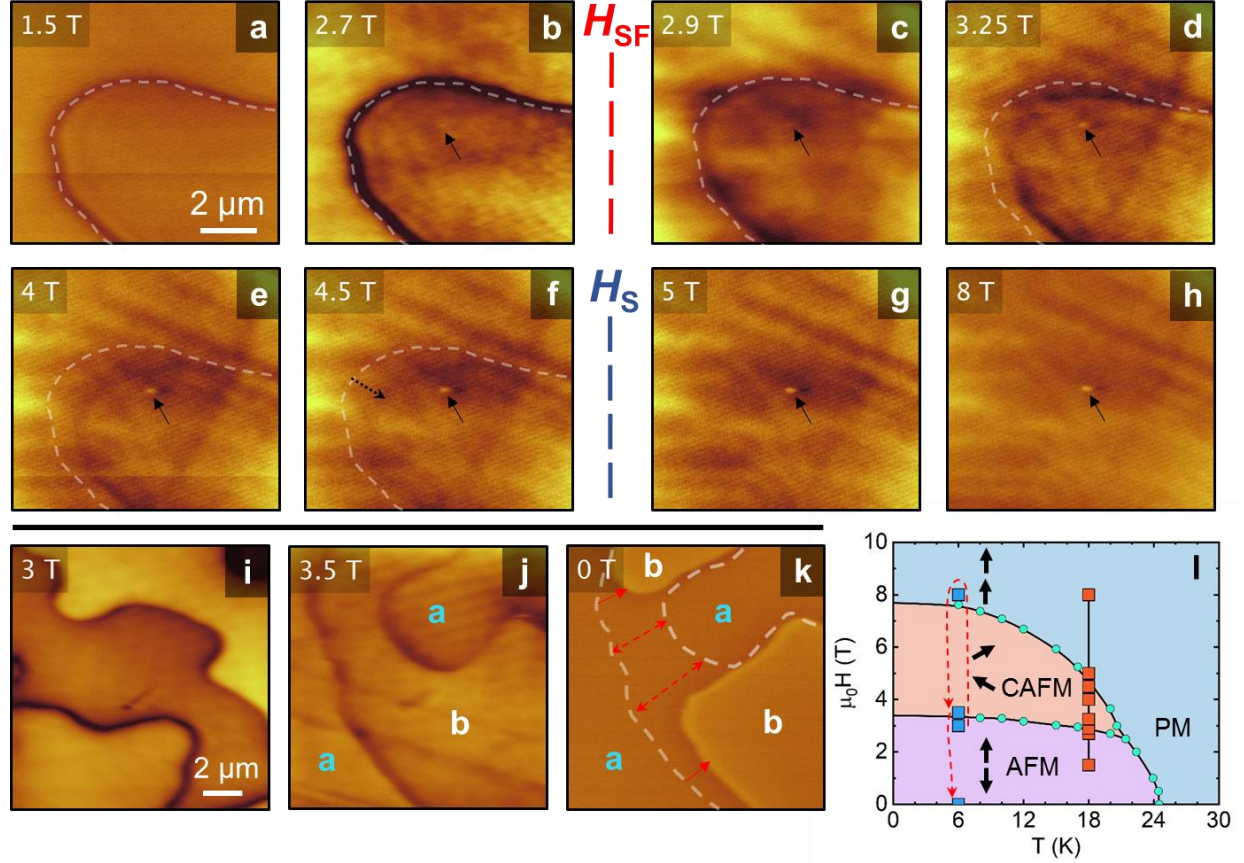 1.5 T a
2 µm
2.7 T b
H_SF
2.9 T c
3.25 T d
4 T e
4.5 T f
H_S
5 T g
8 T h
3 T i
2 µm
3.5 T j
a
a
b
0 T k
b
a
a
b
l
10
8
6
4
2
0
µ₀H (T)
CAFM
AFM
PM
0 6 12 18 24 30
T (K)